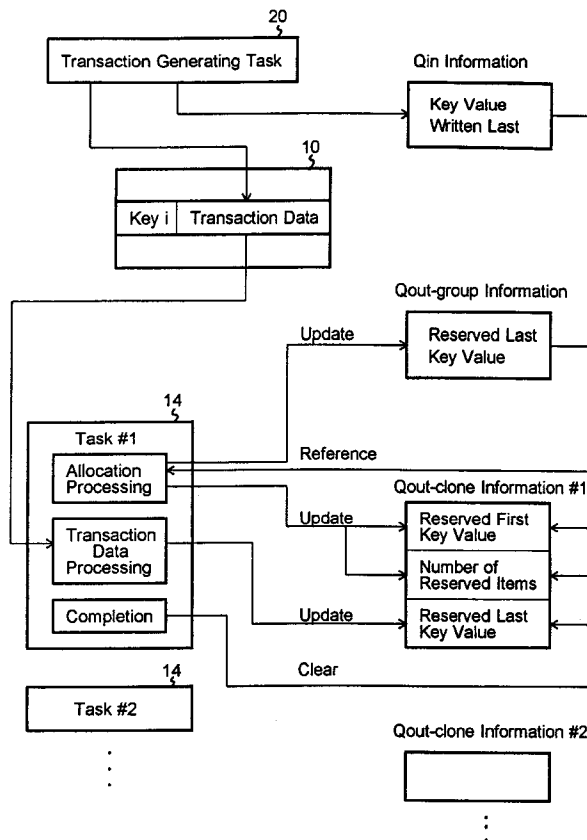 20
Transaction Generating Task
Qin Information
Key Value
Written Last
10
Key i
Transaction Data
Qout-group Information
Update
Reserved Last
Key Value
14
Task #1
Allocation
Processing
Reference
Qout-clone Information #1
Update
Reserved First
Key Value
Transaction
Data
Processing
Number of
Reserved Items
Completion
Update
Reserved Last
Key Value
Clear
14
Task #2
Qout-clone Information #2